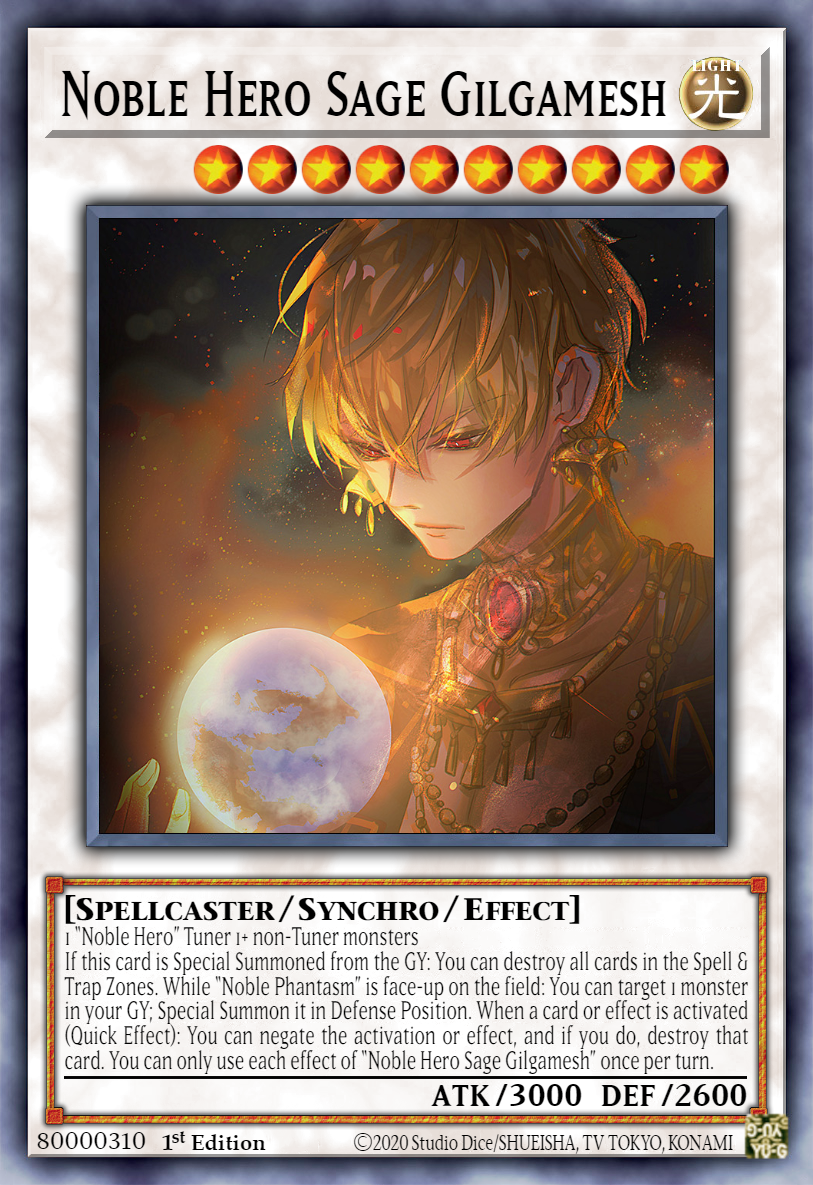 Noble Hero Sage Gilgamesh
LIGHT
光
[Spellcaster/Synchro/Effect]
1 "Noble Hero" Tuner 1+ non-Tuner monsters
If this card is Special Summoned from the GY: You can destroy all cards in the Spell &
Trap Zones. While "Noble Phantasm" is face-up on the field: You can target 1 monster
in your GY; Special Summon it in Defense Position. When a card or effect is activated
(Quick Effect): You can negate the activation or effect, and if you do, destroy that
card. You can only use each effect of "Noble Hero Sage Gilgamesh" once per turn.
ATK/3000 DEF/2600
80000310 1st Edition ©2020 Studio Dice/SHUEISHA, TV TOKYO, KONAMI